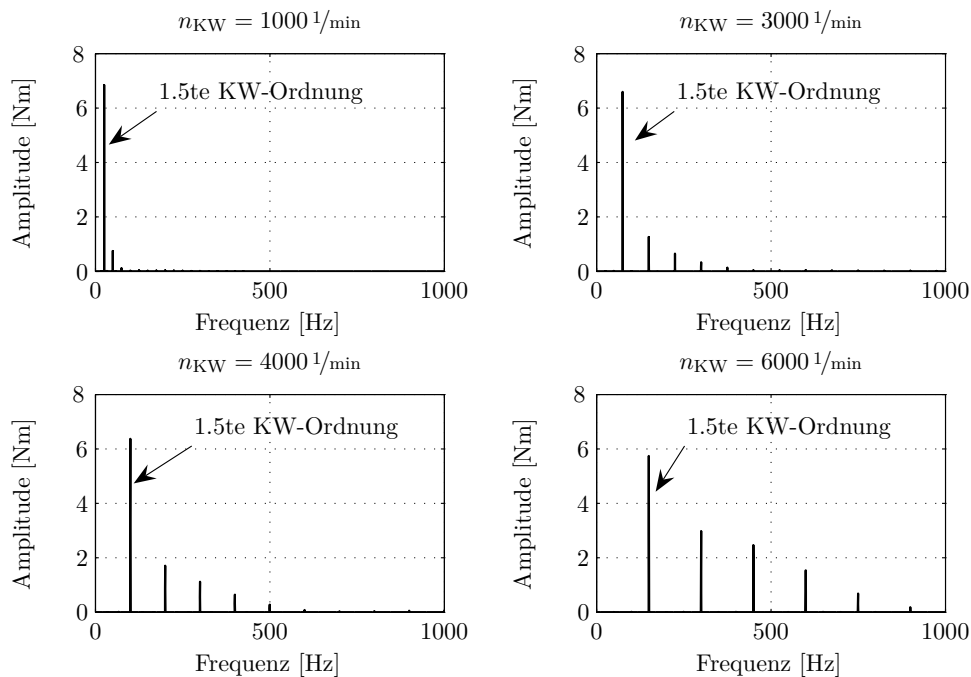 n_KW = 1000 1/min
Amplitude [Nm]
8
6
4
2
0
1.5te KW-Ordnung
0 500 1000
Frequenz [Hz]
n_KW = 3000 1/min
Amplitude [Nm]
8
6
4
2
0
1.5te KW-Ordnung
0 500 1000
Frequenz [Hz]
n_KW = 4000 1/min
Amplitude [Nm]
8
6
4
2
0
1.5te KW-Ordnung
0 500 1000
Frequenz [Hz]
n_KW = 6000 1/min
Amplitude [Nm]
8
6
4
2
0
1.5te KW-Ordnung
0 500 1000
Frequenz [Hz]